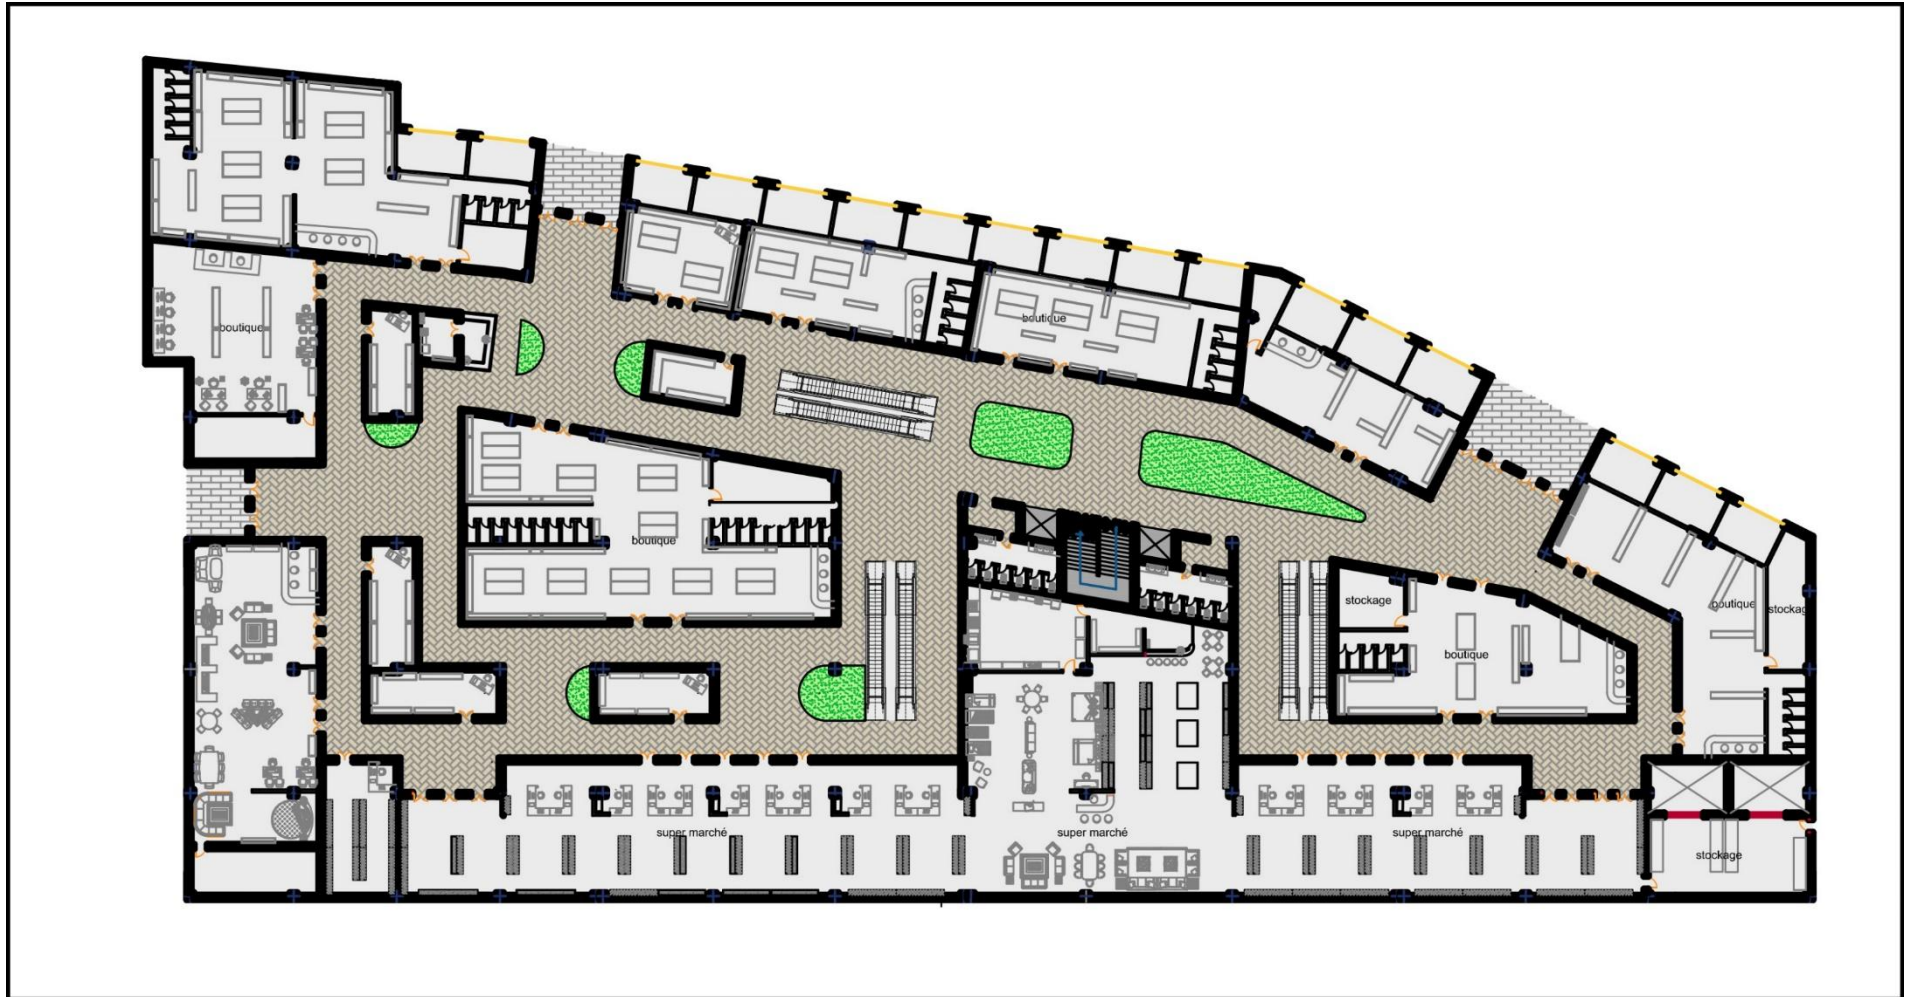 boutique
boutique
boutique
stockage
boutique
stockag
boutique
super marché
super marché
super marché
stockage